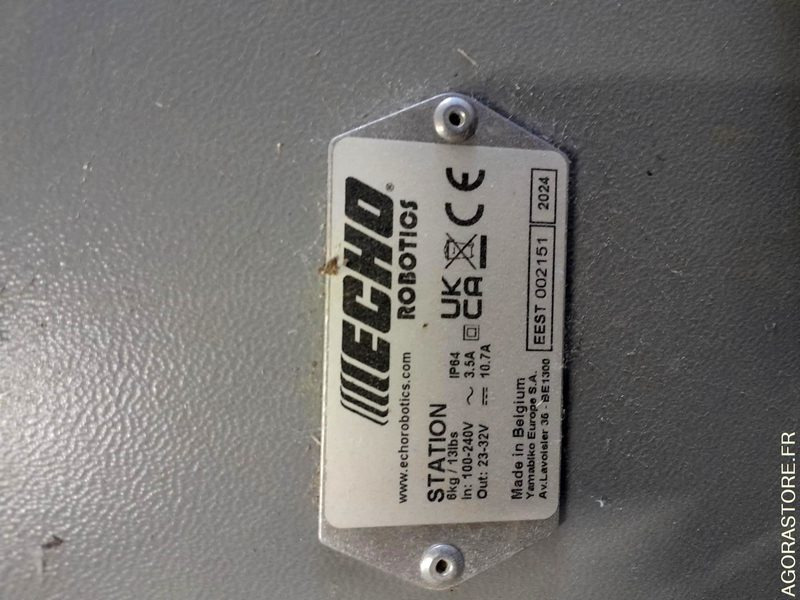 ECHO®
ROBOTICS
www.echorobotics.com
STATION
6kg / 13lbs IP64
In: 100-240V ~ 3.5A
Out: 23-32V ⎓ 10.7A
UK
CA
CE
Made in Belgium
Yamabiko Europe S.A.
Av.Lavoisier 36 - BE1300
EEST 002151 2024
AGORASTORE.FR